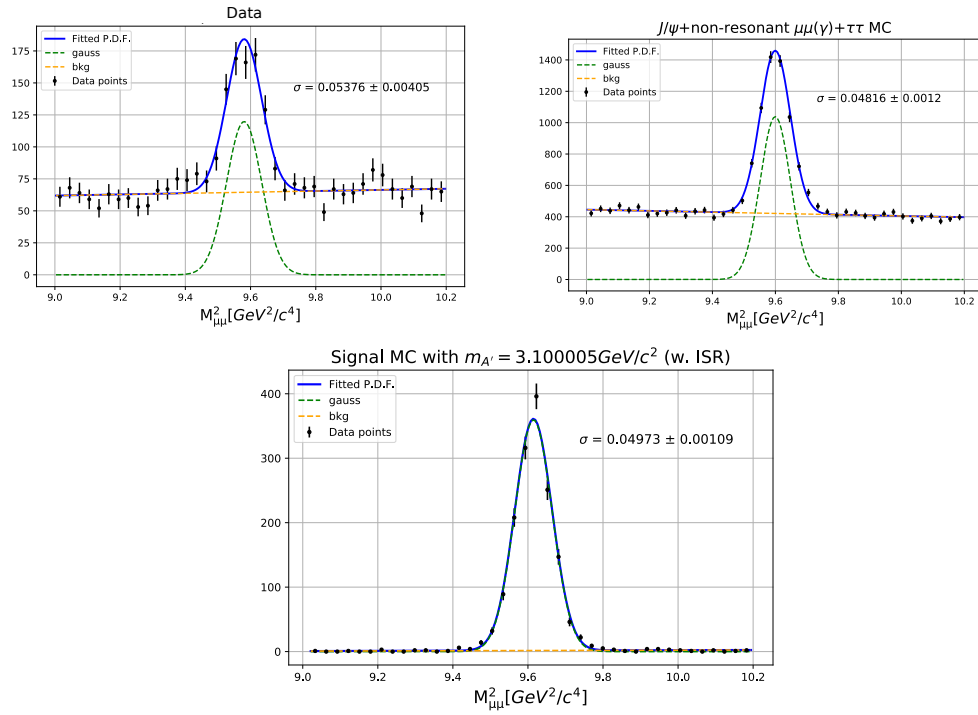 Data
Fitted P.D.F.
gauss
bkg
Data points
σ = 0.05376 ± 0.00405
175
150
125
100
75
50
25
0
9.0 9.2 9.4 9.6 9.8 10.0 10.2
M²μμ[GeV²/c⁴]
J/ψ+non-resonant μμ(γ)+ττ MC
Fitted P.D.F.
gauss
bkg
Data points
σ = 0.04816 ± 0.0012
1400
1200
1000
800
600
400
200
0
9.0 9.2 9.4 9.6 9.8 10.0 10.2
M²μμ[GeV²/c⁴]
Signal MC with mA′ = 3.100005GeV/c² (w. ISR)
Fitted P.D.F.
gauss
bkg
Data points
σ = 0.04973 ± 0.00109
400
300
200
100
0
9.0 9.2 9.4 9.6 9.8 10.0 10.2
M²μμ[GeV²/c⁴]